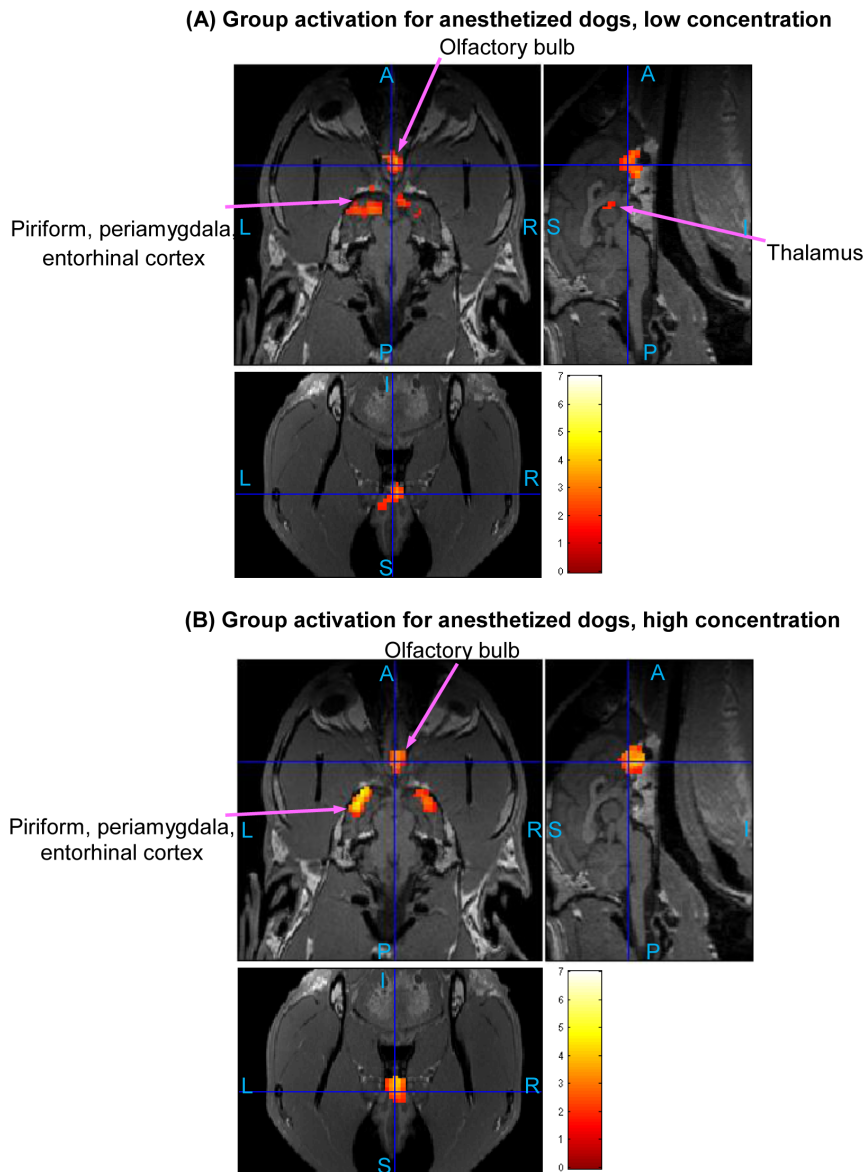 (A) Group activation for anesthetized dogs, low concentration
Olfactory bulb
A
A
Piriform, periamygdala,
entorhinal cortex
L
R
S
I
Thalamus
P
P
I
L
R
S
7
6
5
4
3
2
1
0
(B) Group activation for anesthetized dogs, high concentration
Olfactory bulb
A
A
Piriform, periamygdala,
entorhinal cortex
L
R
S
I
P
P
I
L
R
S
7
6
5
4
3
2
1
0